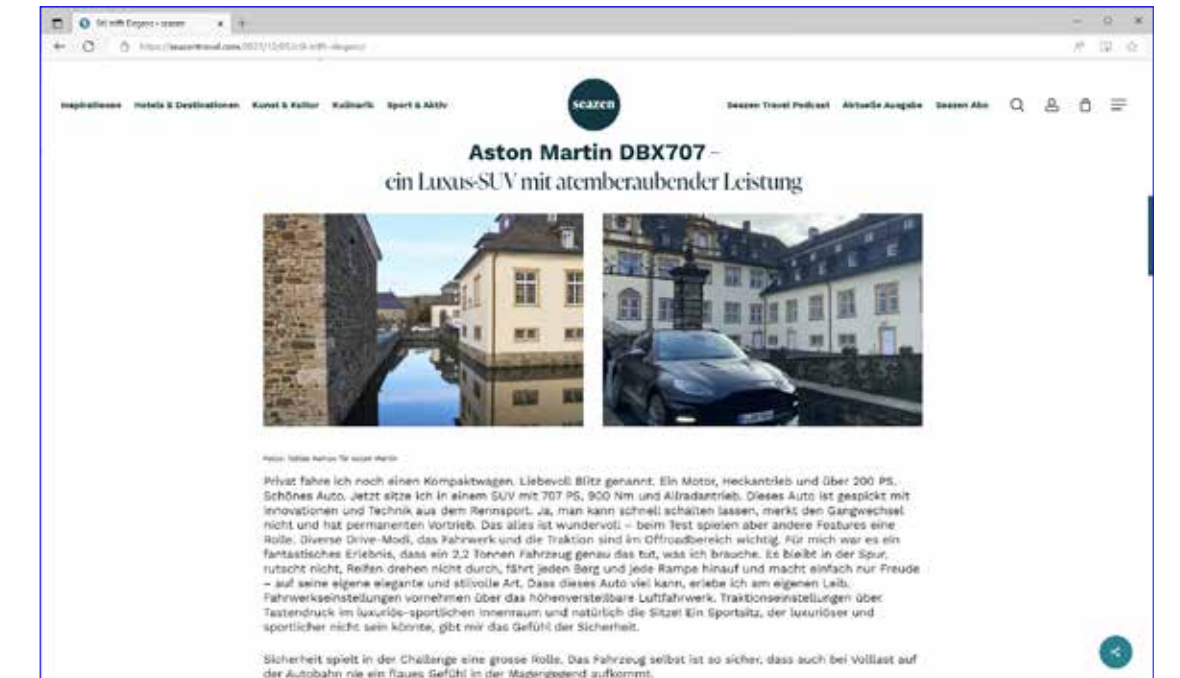 seazen
https://seazentravel.com/
Inspirationen Hotels & Destinationen Kunst & Kultur Kulinarik Sport & Aktiv
seazen
Seazen Travel Podcast Aktuelle Ausgabe Seazen Abo
Aston Martin DBX707 –
ein Luxus-SUV mit atemberaubender Leistung
Privat fahre ich noch einen Kompaktwagen. Liebevoll Blitz genannt. Ein Motor, Heckantrieb und über 200 PS.
Schönes Auto. Jetzt sitze ich in einem SUV mit 707 PS, 900 Nm und Allradantrieb. Dieses Auto ist gespickt mit
Innovationen und Technik aus dem Rennsport. Ja, man kann schnell schalten lassen, merkt den Gangwechsel
nicht und hat permanenten Vortrieb. Das alles ist wundervoll – beim Test spielen aber andere Features eine
Rolle. Diverse Drive-Modi, das Fahrwerk und die Traktion sind im Offroadbereich wichtig. Für mich war es ein
fantastisches Erlebnis, dass ein 2,2 Tonnen Fahrzeug genau das tut, was ich brauche. Es bleibt in der Spur,
rutscht nicht, Reifen drehen nicht durch, fährt jeden Berg und jede Rampe hinauf und macht einfach nur Freude
– auf seine eigene elegante und stilvolle Art. Dass dieses Auto viel kann, erlebe ich am eigenen Leib.
Fahrwerkseinstellungen vornehmen über das höhenverstellbare Luftfahrwerk. Traktionseinstellungen über
Tastendruck im luxuriös-sportlichen Innenraum und natürlich die Sitze! Ein Sportsitz, der luxuriöser und
sportlicher nicht sein könnte, gibt mir das Gefühl der Sicherheit.
Sicherheit spielt in der Challenge eine grosse Rolle. Das Fahrzeug selbst ist so sicher, dass auch bei Volllast auf
der Autobahn nie ein flaues Gefühl in der Magengegend aufkommt.